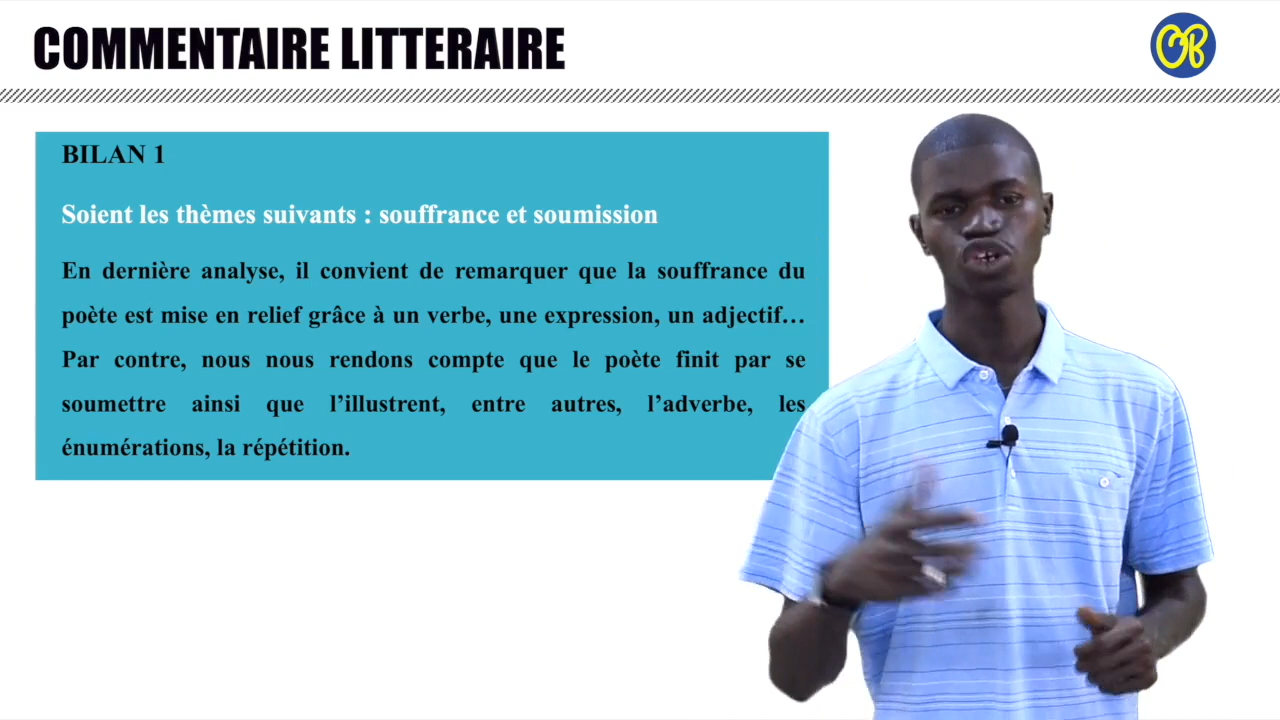 COMMENTAIRE LITTERAIRE
BILAN 1
Soient les thèmes suivants : souffrance et soumission
En dernière analyse, il convient de remarquer que la souffrance du
poète est mise en relief grâce à un verbe, une expression, un adjectif…
Par contre, nous nous rendons compte que le poète finit par se
soumettre ainsi que l’illustrent, entre autres, l’adverbe, les
énumérations, la répétition.